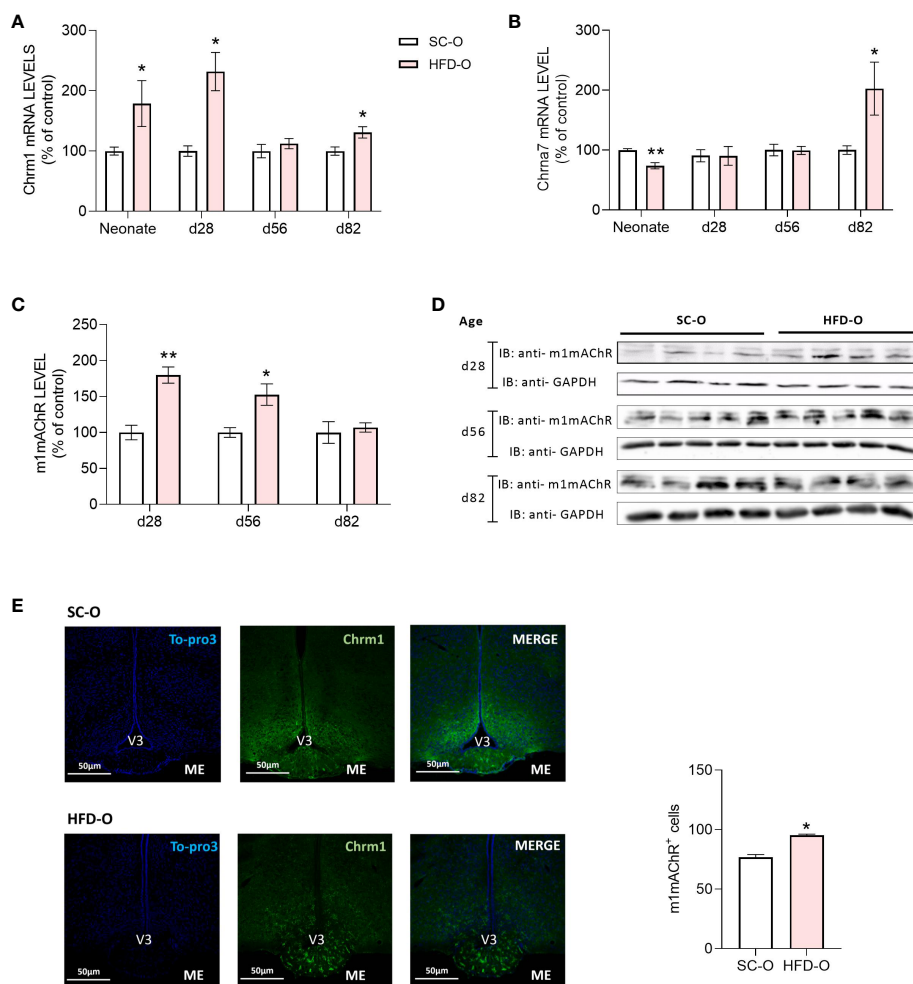 A
Chrm1 mRNA LEVELS
(% of control)
300
200
100
0
Neonate d28 d56 d82
SC-O
HFD-O
B
Chrna7 mRNA LEVEL
(% of control)
300
200
100
0
Neonate d28 d56 d82
* * *
** *
C
m1mAChR LEVEL
(% of control)
250
200
150
100
50
0
d28 d56 d82
** *
D
Age SC-O HFD-O
d28
IB: anti- m1mAChR
IB: anti- GAPDH
d56
IB: anti- m1mAChR
IB: anti- GAPDH
d82
IB: anti- m1mAChR
IB: anti- GAPDH
E
SC-O
To-pro3 Chrm1 MERGE
V3 V3 V3
50µm ME 50µm ME 50µm ME
HFD-O
To-pro3 Chrm1 MERGE
V3 V3 V3
50µm ME 50µm ME 50µm ME
m1mAChR+ cells
150
100
50
0
*
SC-O HFD-O